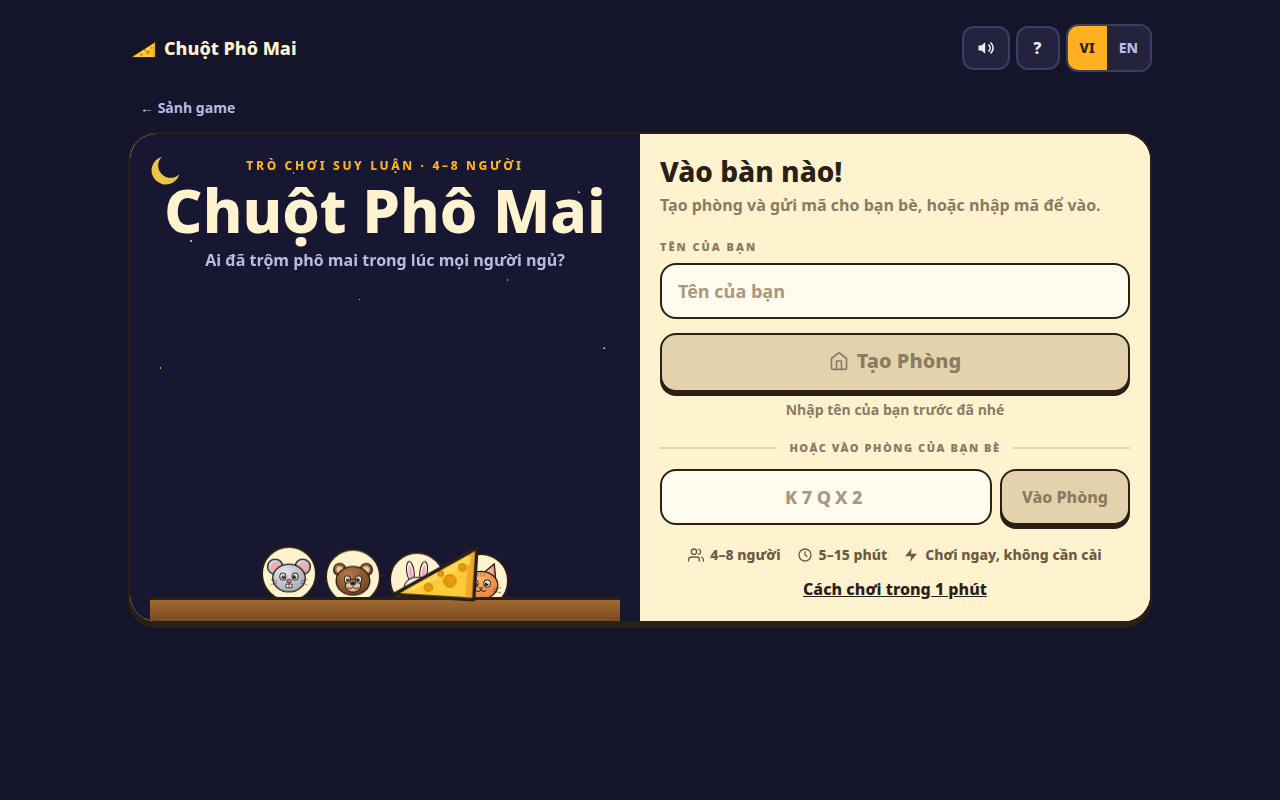 Chuột Phô Mai
?
VI
EN
← Sảnh game
TRÒ CHƠI SUY LUẬN · 4–8 NGƯỜI
Chuột Phô Mai
Ai đã trộm phô mai trong lúc mọi người ngủ?
Vào bàn nào!
Tạo phòng và gửi mã cho bạn bè, hoặc nhập mã để vào.
TÊN CỦA BẠN
Tên của bạn
Tạo Phòng
Nhập tên của bạn trước đã nhé
HOẶC VÀO PHÒNG CỦA BẠN BÈ
K7QX2
Vào Phòng
4–8 người
5–15 phút
Chơi ngay, không cần cài
Cách chơi trong 1 phút